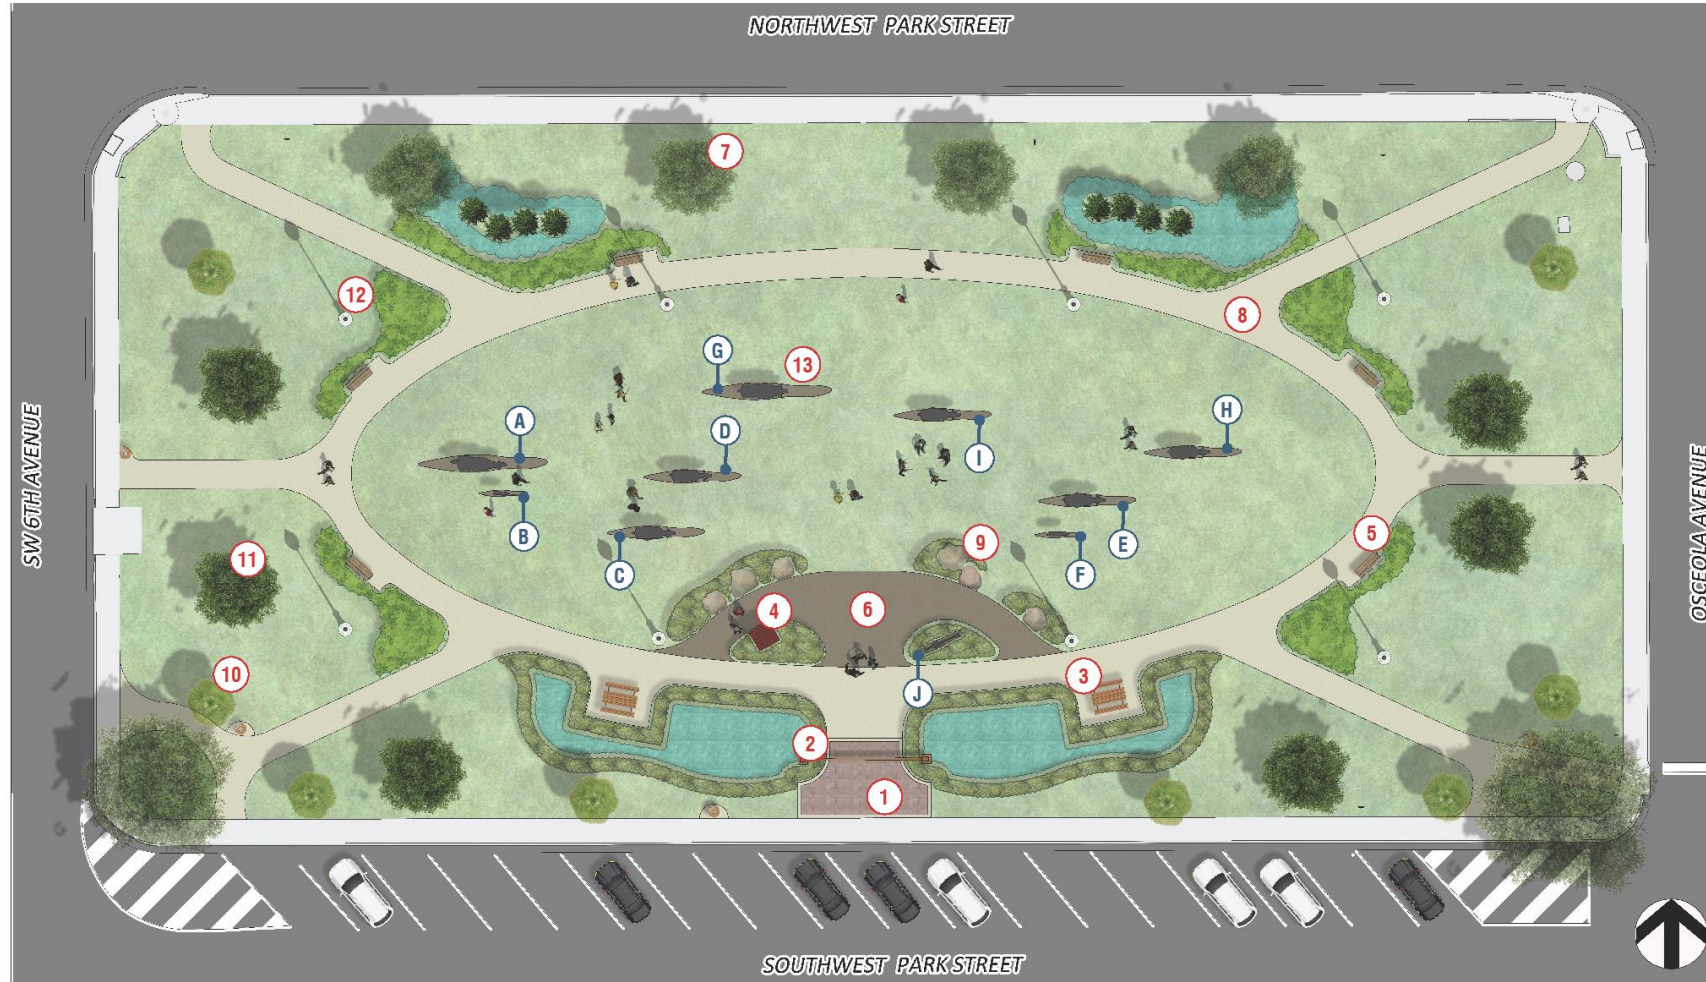 NORTHWEST PARK STREET
7
12
8
G
13
A
D
H
I
SW 6TH AVENUE
OSCEOLA AVENUE
B
C
9
F
E
5
11
4
6
10
J
3
2
1
SOUTHWEST PARK STREET